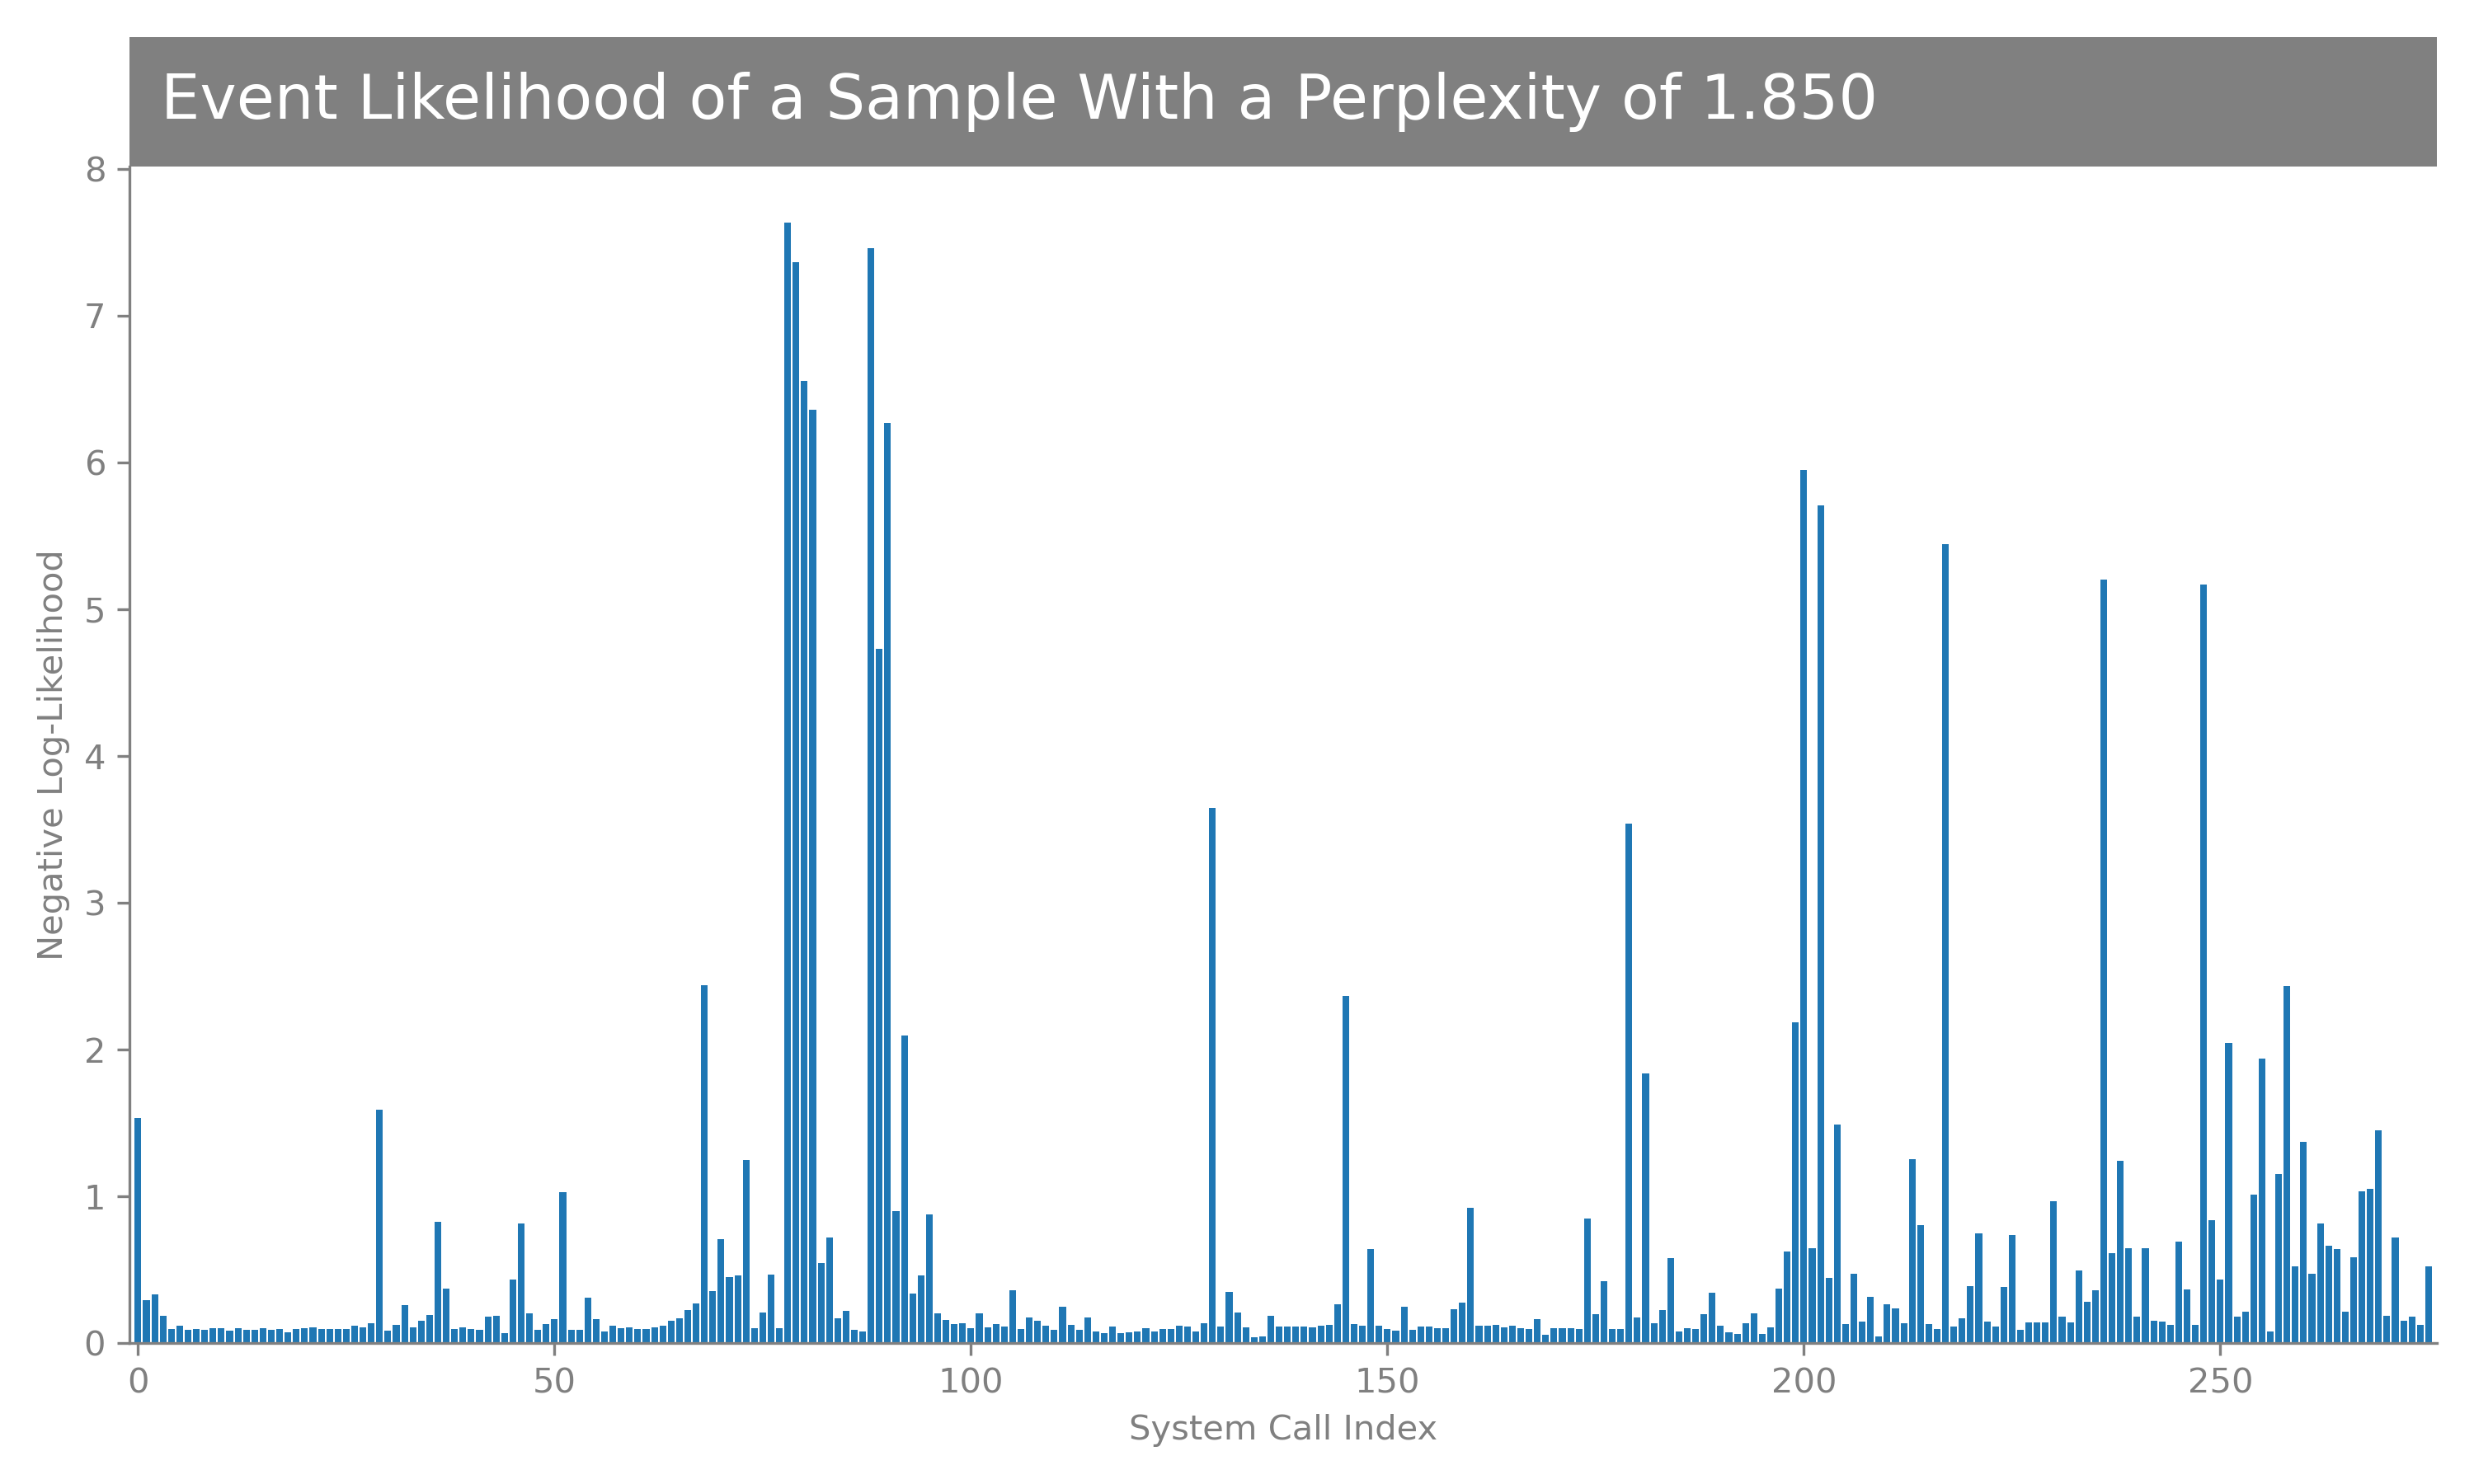 Event Likelihood of a Sample With a Perplexity of 1.850
8
7
6
5
4
3
2
1
0
Negative Log-Likelihood
0 50 100 150 200 250
System Call Index